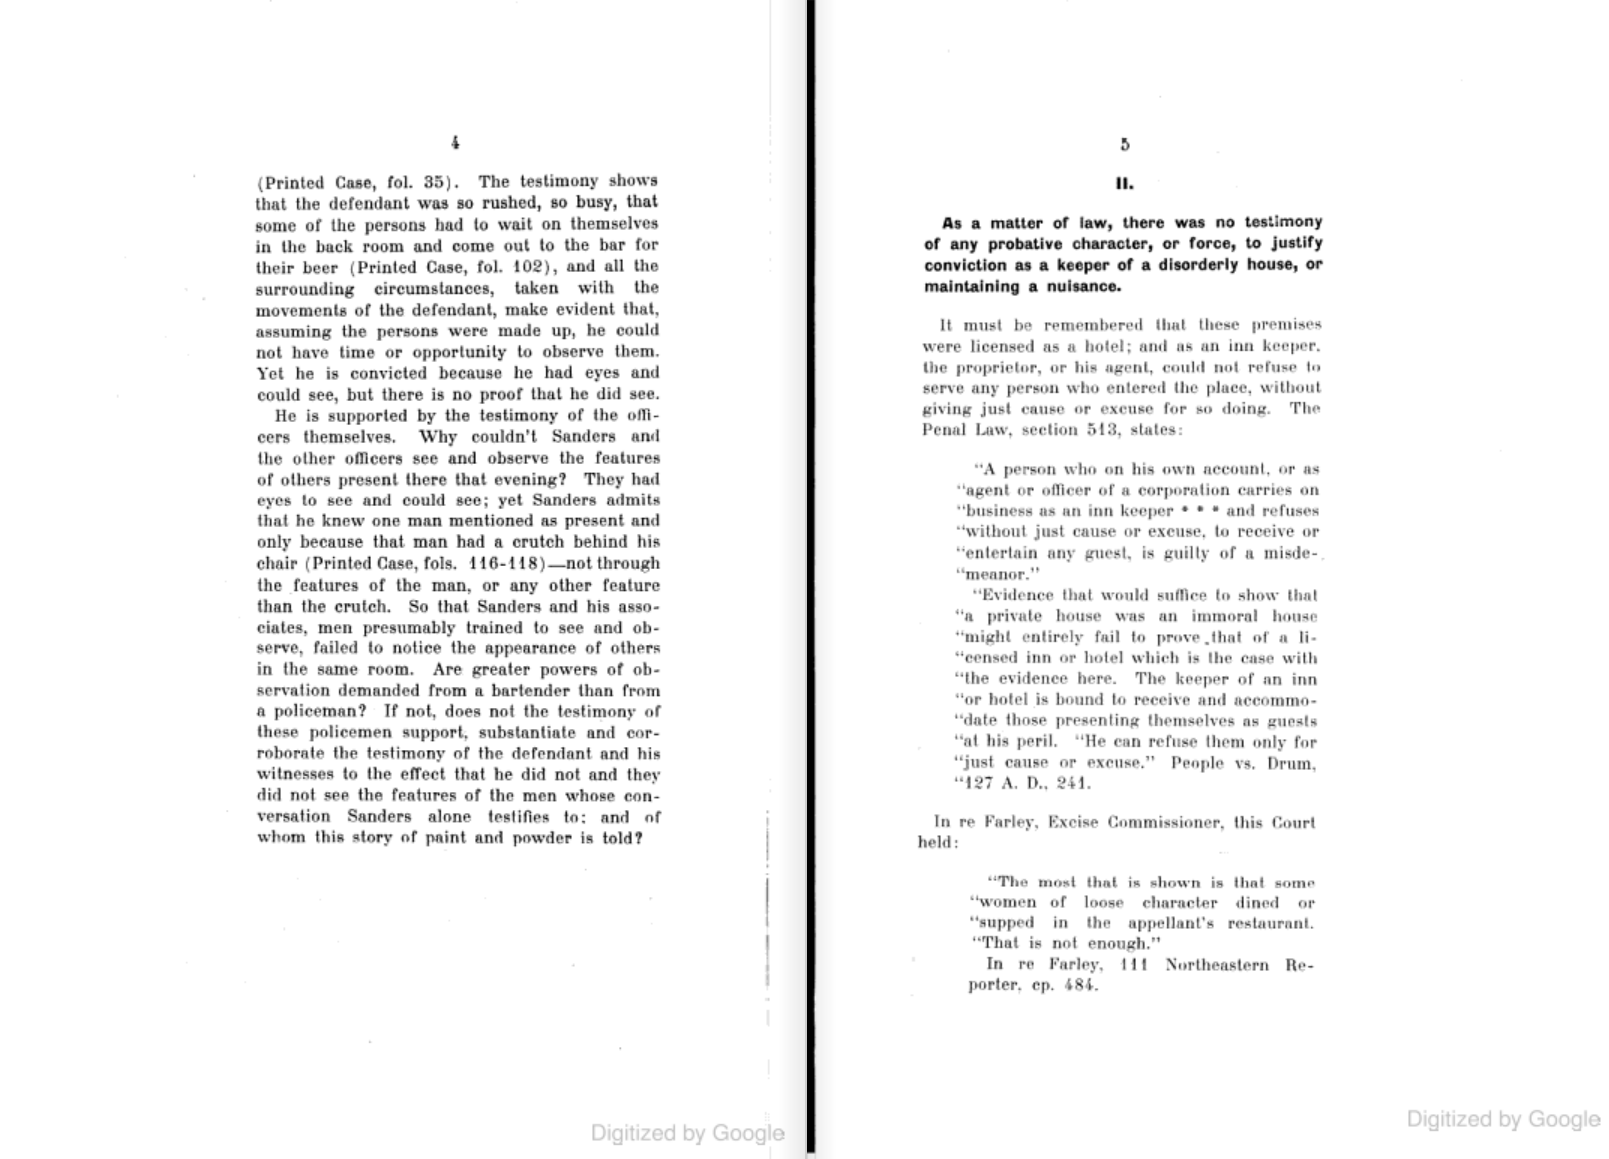 4
(Printed Case, fol. 35). The testimony shows
that the defendant was so rushed, so busy, that
some of the persons had to wait on themselves
in the back room and come out to the bar for
their beer (Printed Case, fol. 102), and all the
surrounding circumstances, taken with the
movements of the defendant, make evident that,
assuming the persons were made up, he could
not have time or opportunity to observe them.
Yet he is convicted because he had eyes and
could see, but there is no proof that he did see.
He is supported by the testimony of the offi-
cers themselves. Why couldn't Sanders and
the other officers see and observe the features
of others present there that evening? They had
eyes to see and could see; yet Sanders admits
that he knew one man mentioned as present and
only because that man had a crutch behind his
chair (Printed Case, fols. 116-118)—not through
the features of the man, or any other feature
than the crutch. So that Sanders and his asso-
ciates, men presumably trained to see and ob-
serve, failed to notice the appearance of others
in the same room. Are greater powers of ob-
servation demanded from a bartender than from
a policeman? If not, does not the testimony of
these policemen support, substantiate and cor-
roborate the testimony of the defendant and his
witnesses to the effect that he did not and they
did not see the features of the men whose con-
versation Sanders alone testifies to; and of
whom this story of paint and powder is told?
Digitized by Google
5
II.
As a matter of law, there was no testimony
of any probative character, or force, to justify
conviction as a keeper of a disorderly house, or
maintaining a nuisance.
It must be remembered that these premises
were licensed as a hotel; and as an inn keeper,
the proprietor, or his agent, could not refuse to
serve any person who entered the place, without
giving just cause or excuse for so doing. The
Penal Law, section 513, states:
"A person who on his own account, or as
"agent or officer of a corporation carries on
"business as an inn keeper * * * and refuses
"without just cause or excuse, to receive or
"entertain any guest, is guilty of a misde-
"meanor."
"Evidence that would suffice to show that
"a private house was an immoral house
"might entirely fail to prove that of a li-
"censed inn or hotel which is the case with
"the evidence here. The keeper of an inn
"or hotel is bound to receive and accommo-
"date those presenting themselves as guests
"at his peril. "He can refuse them only for
"just cause or excuse." People vs. Drum,
"127 A. D., 241.
In re Farley, Excise Commissioner, this Court
held:
"The most that is shown is that some
"women of loose character dined or
"supped in the appellant's restaurant.
"That is not enough."
In re Farley, 111 Northeastern Re-
porter, cp. 484.
Digitized by Google